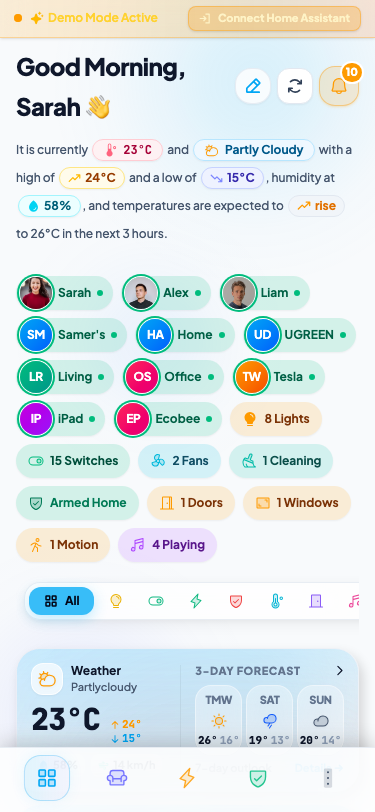 Demo Mode Active
Connect Home Assistant
Good Morning,
Sarah 👋
10
It is currently 23°C and Partly Cloudy with a
high of 24°C and a low of 15°C , humidity at
58% , and temperatures are expected to rise
to 26°C in the next 3 hours.
Sarah Alex Liam
SM Samer's HA Home UD UGREEN
LR Living OS Office TW Tesla
IP iPad EP Ecobee 8 Lights
15 Switches 2 Fans 1 Cleaning
Armed Home 1 Doors 1 Windows
1 Motion 4 Playing
All
Weather
Partlycloudy
23°C
↑ 24°
↓ 15°
3-DAY FORECAST
TMW SAT SUN
26° 16° 19° 13° 20° 14°